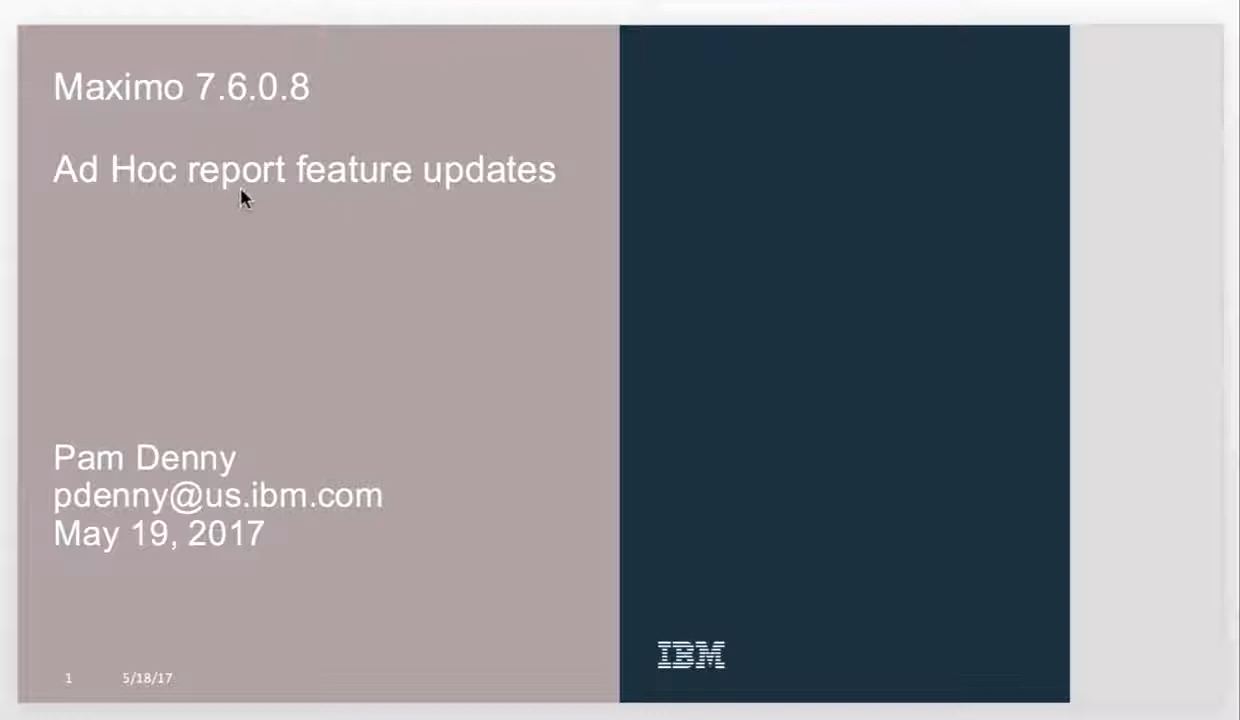 Maximo 7.6.0.8
Ad Hoc report feature updates
Pam Denny
pdenny@us.ibm.com
May 19, 2017
1 5/18/17
IBM